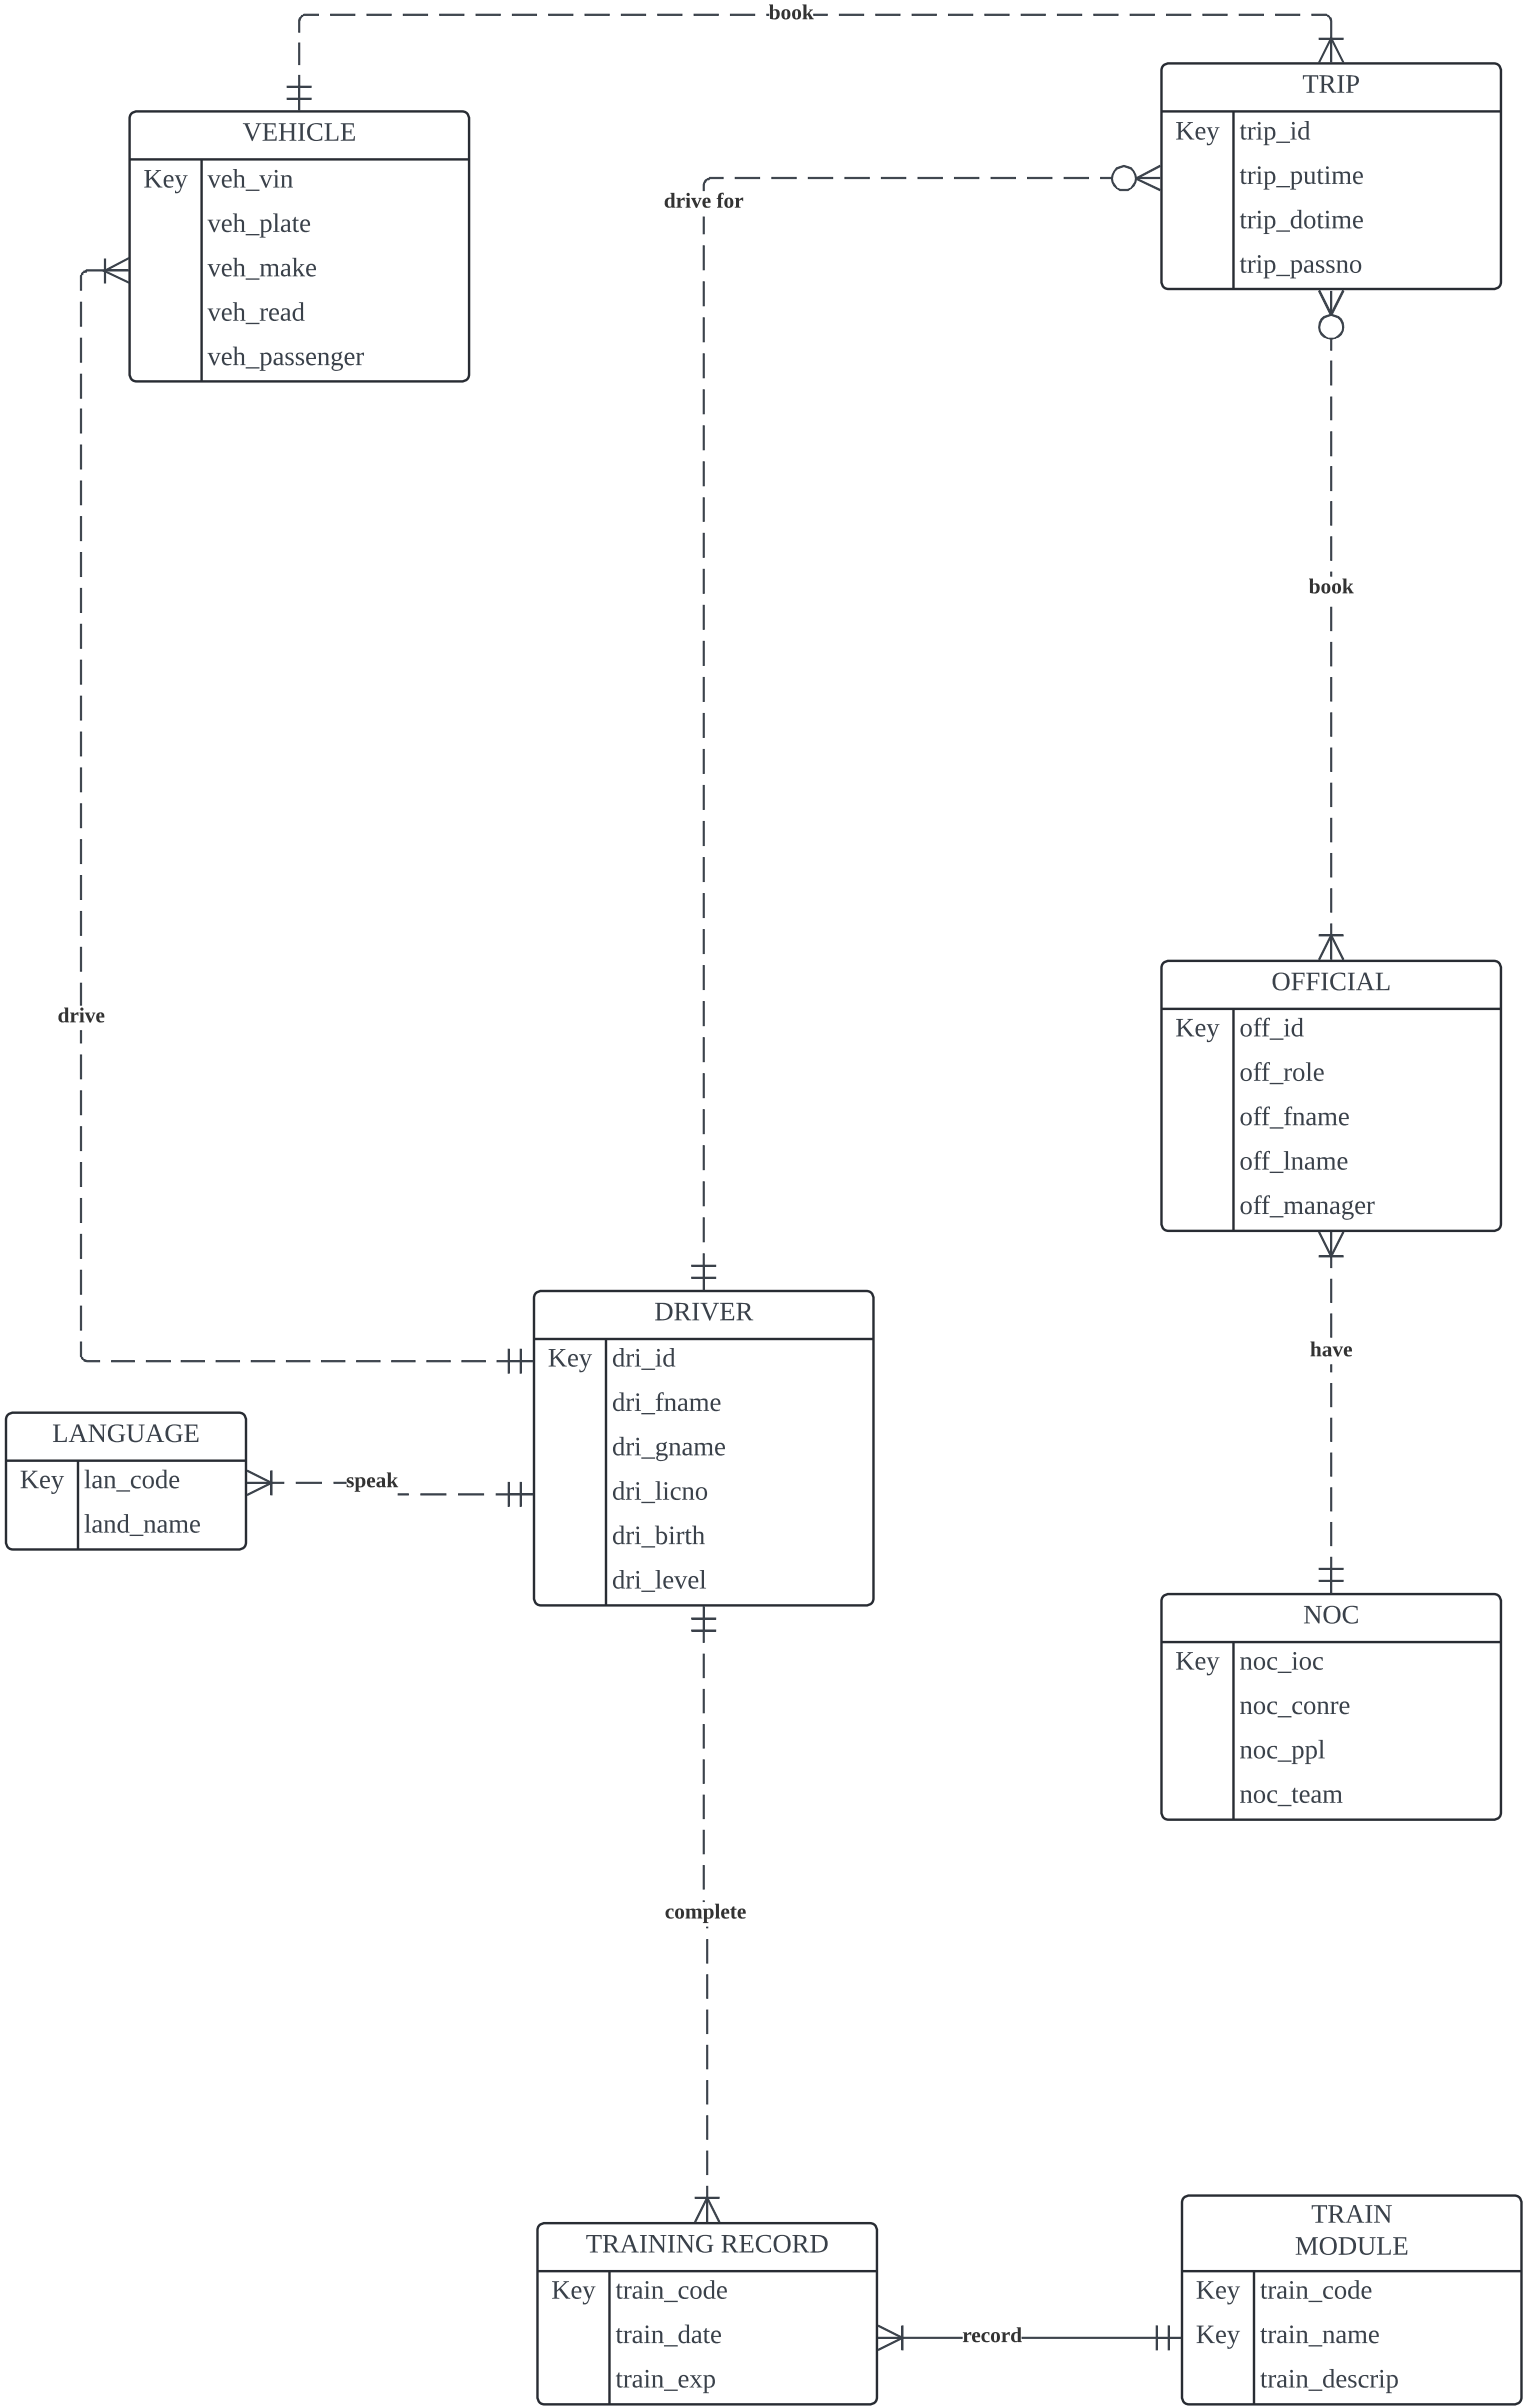 book
TRIP
Key trip_id
trip_putime
trip_dotime
trip_passno
VEHICLE
Key veh_vin
veh_plate
veh_make
veh_read
veh_passenger
drive for
book
drive
OFFICIAL
Key off_id
off_role
off_fname
off_lname
off_manager
have
DRIVER
Key dri_id
dri_fname
dri_gname
dri_licno
dri_birth
dri_level
LANGUAGE
Key lan_code
land_name
speak
NOC
Key noc_ioc
noc_conre
noc_ppl
noc_team
complete
TRAINING RECORD
Key train_code
train_date
train_exp
record
TRAIN
MODULE
Key train_code
Key train_name
train_descrip